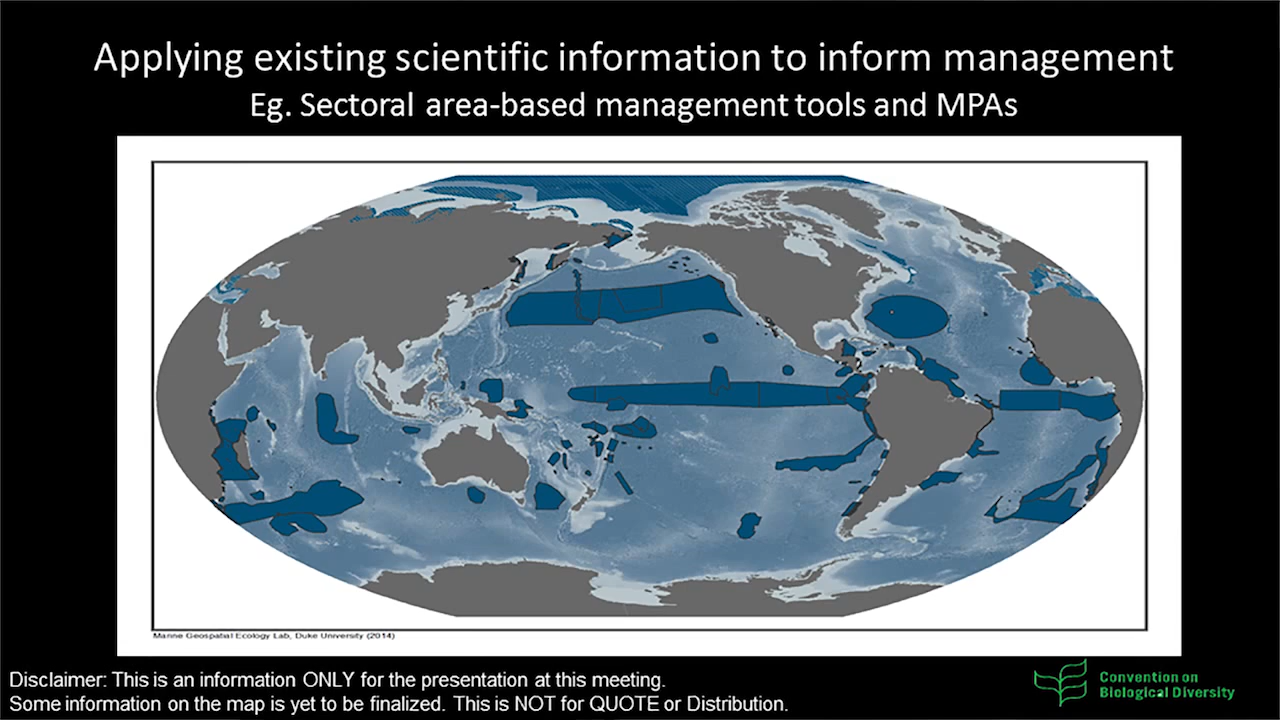 Applying existing scientific information to inform management
Eg. Sectoral area-based management tools and MPAs
Marine Geospatial Ecology Lab, Duke University (2014)
Disclaimer: This is an information ONLY for the presentation at this meeting.
Some information on the map is yet to be finalized. This is NOT for QUOTE or Distribution.
Convention on
Biological Diversity